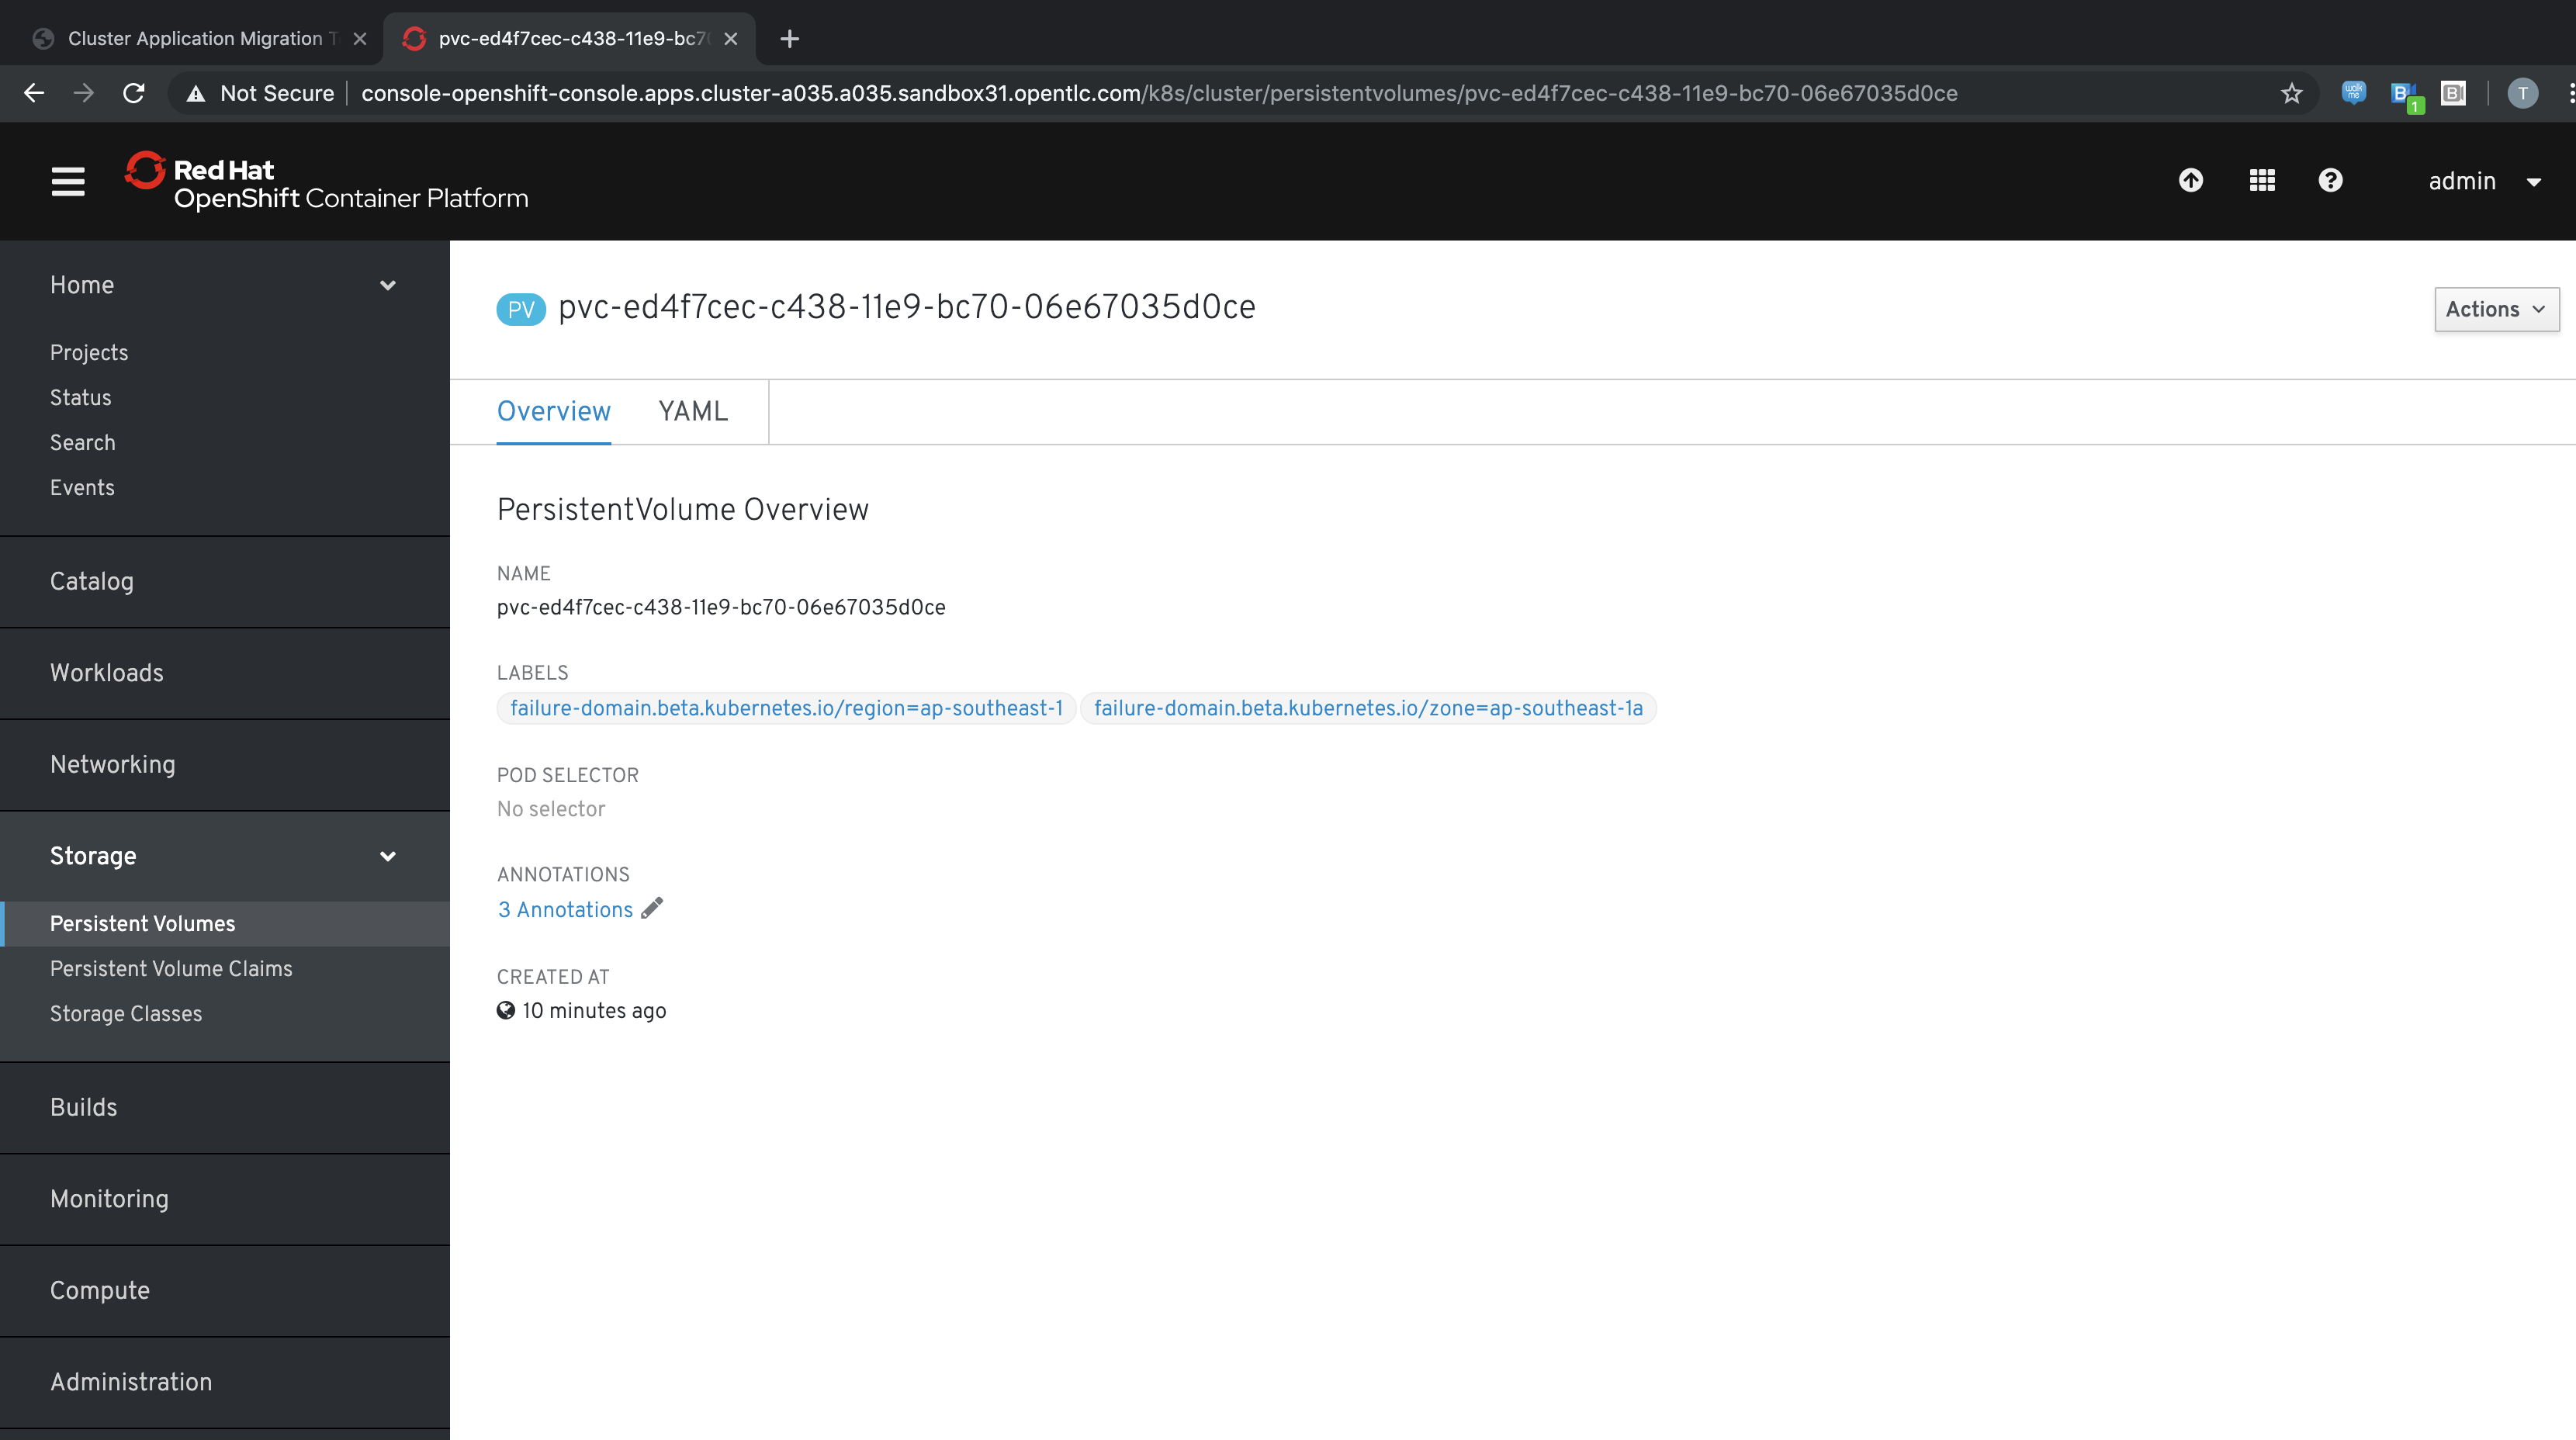 Cluster Application Migration T
pvc-ed4f7cec-c438-11e9-bc70
Not Secure
console-openshift-console.apps.cluster-a035.a035.sandbox31.opentlc.com/k8s/cluster/persistentvolumes/pvc-ed4f7cec-c438-11e9-bc70-06e67035d0ce
walk me
B
1
B
T
Red Hat
OpenShift Container Platform
admin
Home
Projects
Status
Search
Events
Catalog
Workloads
Networking
Storage
Persistent Volumes
Persistent Volume Claims
Storage Classes
Builds
Monitoring
Compute
Administration
PV pvc-ed4f7cec-c438-11e9-bc70-06e67035d0ce
Actions
Overview YAML
PersistentVolume Overview
NAME
pvc-ed4f7cec-c438-11e9-bc70-06e67035d0ce
LABELS
failure-domain.beta.kubernetes.io/region=ap-southeast-1 failure-domain.beta.kubernetes.io/zone=ap-southeast-1a
POD SELECTOR
No selector
ANNOTATIONS
3 Annotations
CREATED AT
10 minutes ago